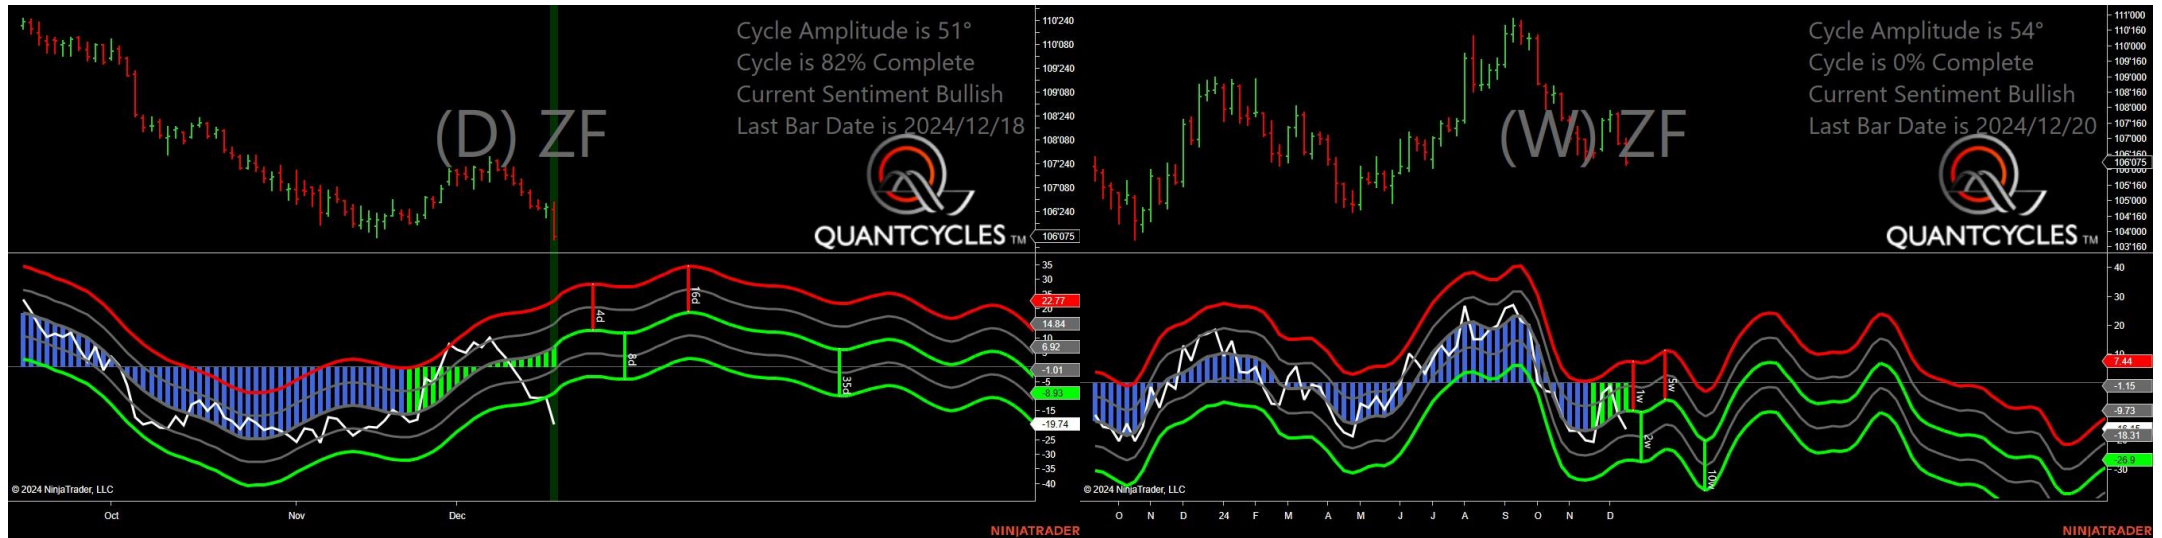 Cycle Amplitude is 51°
Cycle is 82% Complete
Current Sentiment Bullish
Last Bar Date is 2024/12/18
(D) ZF
QUANTCYCLES TM
110'240
110'080
109'240
109'080
108'240
108'080
107'240
107'080
106'240
106'075
35
22.77
20
14.84
10
6.92
-1.01
-5
-8.93
-15
-19.74
-25
-30
-35
-40
4d
8d
16d
35d
© 2024 NinjaTrader, LLC
Oct
Nov
Dec
NINJATRADER
Cycle Amplitude is 54°
Cycle is 0% Complete
Current Sentiment Bullish
Last Bar Date is 2024/12/20
(W) ZF
QUANTCYCLES TM
111'000
110'160
110'000
109'160
109'000
108'160
108'000
107'160
107'000
106'160
106'075
106'000
105'160
105'000
104'160
104'000
103'160
40
30
20
10
7.44
-1.15
-9.73
-18.31
-26.9
-30
1w
2w
5w
10w
© 2024 NinjaTrader, LLC
O N D 24 F M A M J J A S O N D
NINJATRADER